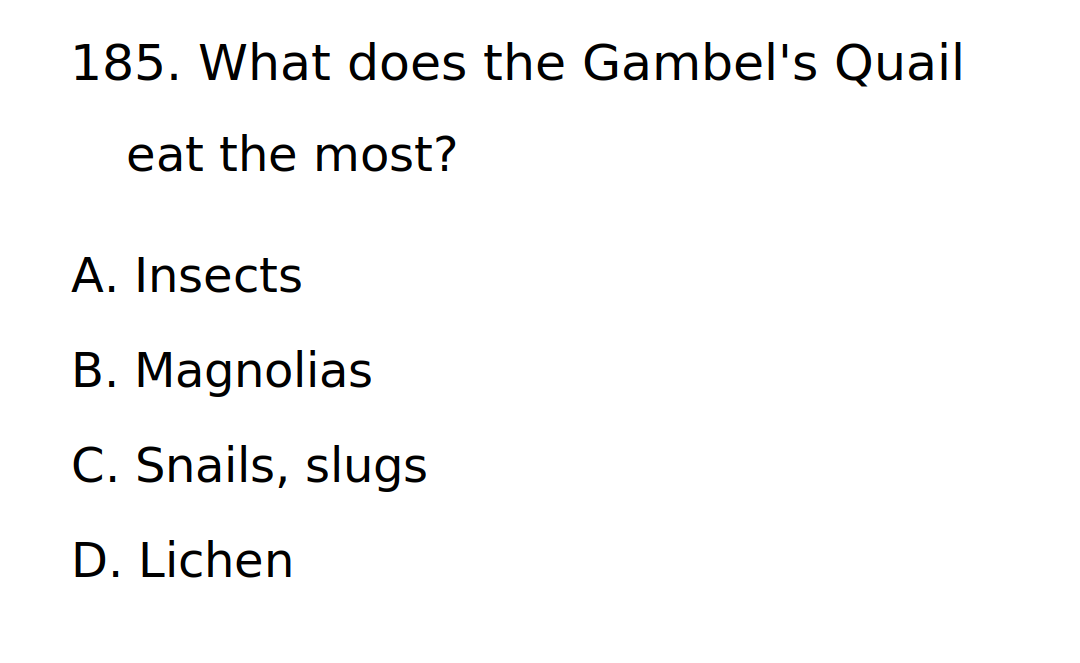 185. What does the Gambel's Quail
eat the most?
A. Insects
B. Magnolias
C. Snails, slugs
D. Lichen